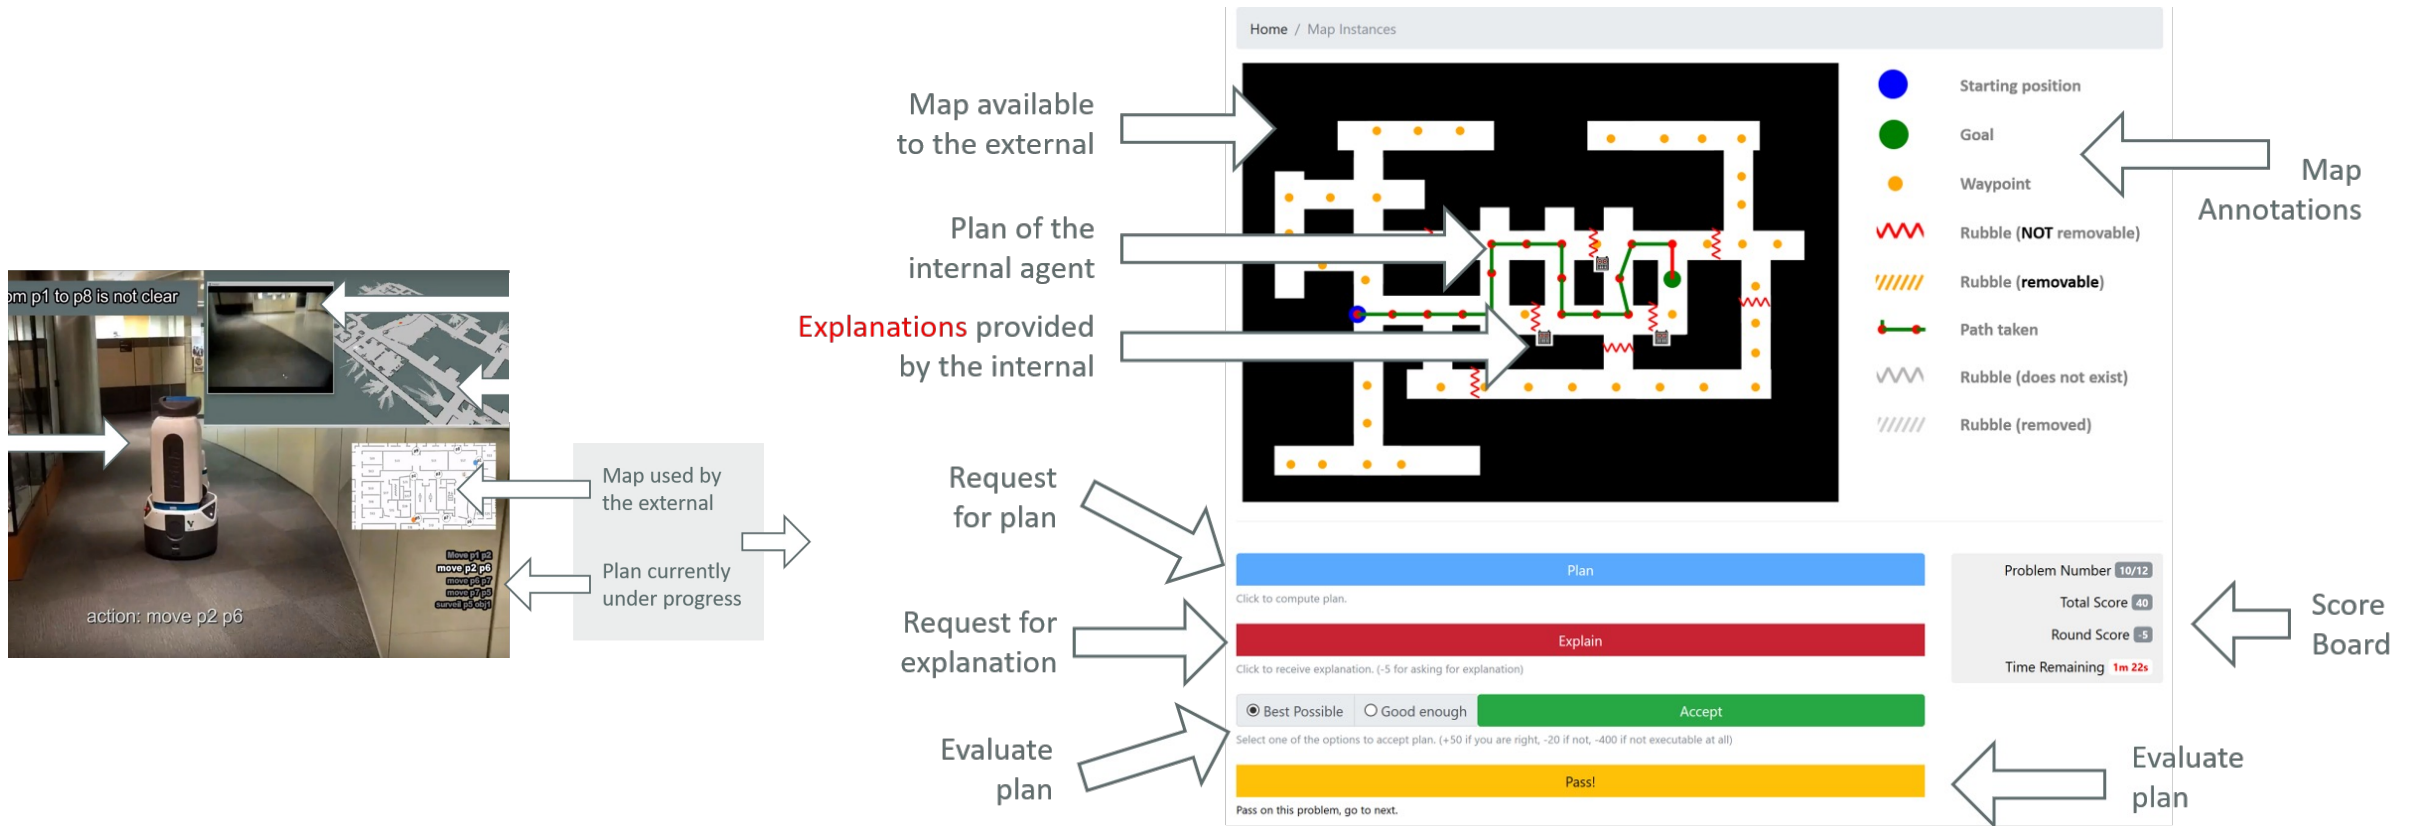 om p1 to p8 is not clear
action: move p2 p6
Move p1 p2
move p2 p6
move p6 p7
move p7 p5
surveil p5 obj1
Map used by
the external
Plan currently
under progress
Map available
to the external
Plan of the
internal agent
Explanations provided
by the internal
Request
for plan
Request for
explanation
Evaluate
plan
Home / Map Instances
Starting position
Goal
Waypoint
Rubble (NOT removable)
Rubble (removable)
Path taken
Rubble (does not exist)
Rubble (removed)
Map
Annotations
Plan
Click to compute plan.
Explain
Click to receive explanation. (-5 for asking for explanation)
Best Possible
Good enough
Accept
Select one of the options to accept plan. (+50 if you are right, -20 if not, -400 if not executable at all)
Pass!
Pass on this problem, go to next.
Problem Number 10/12
Total Score 40
Round Score -5
Time Remaining 1m 22s
Score
Board
Evaluate
plan